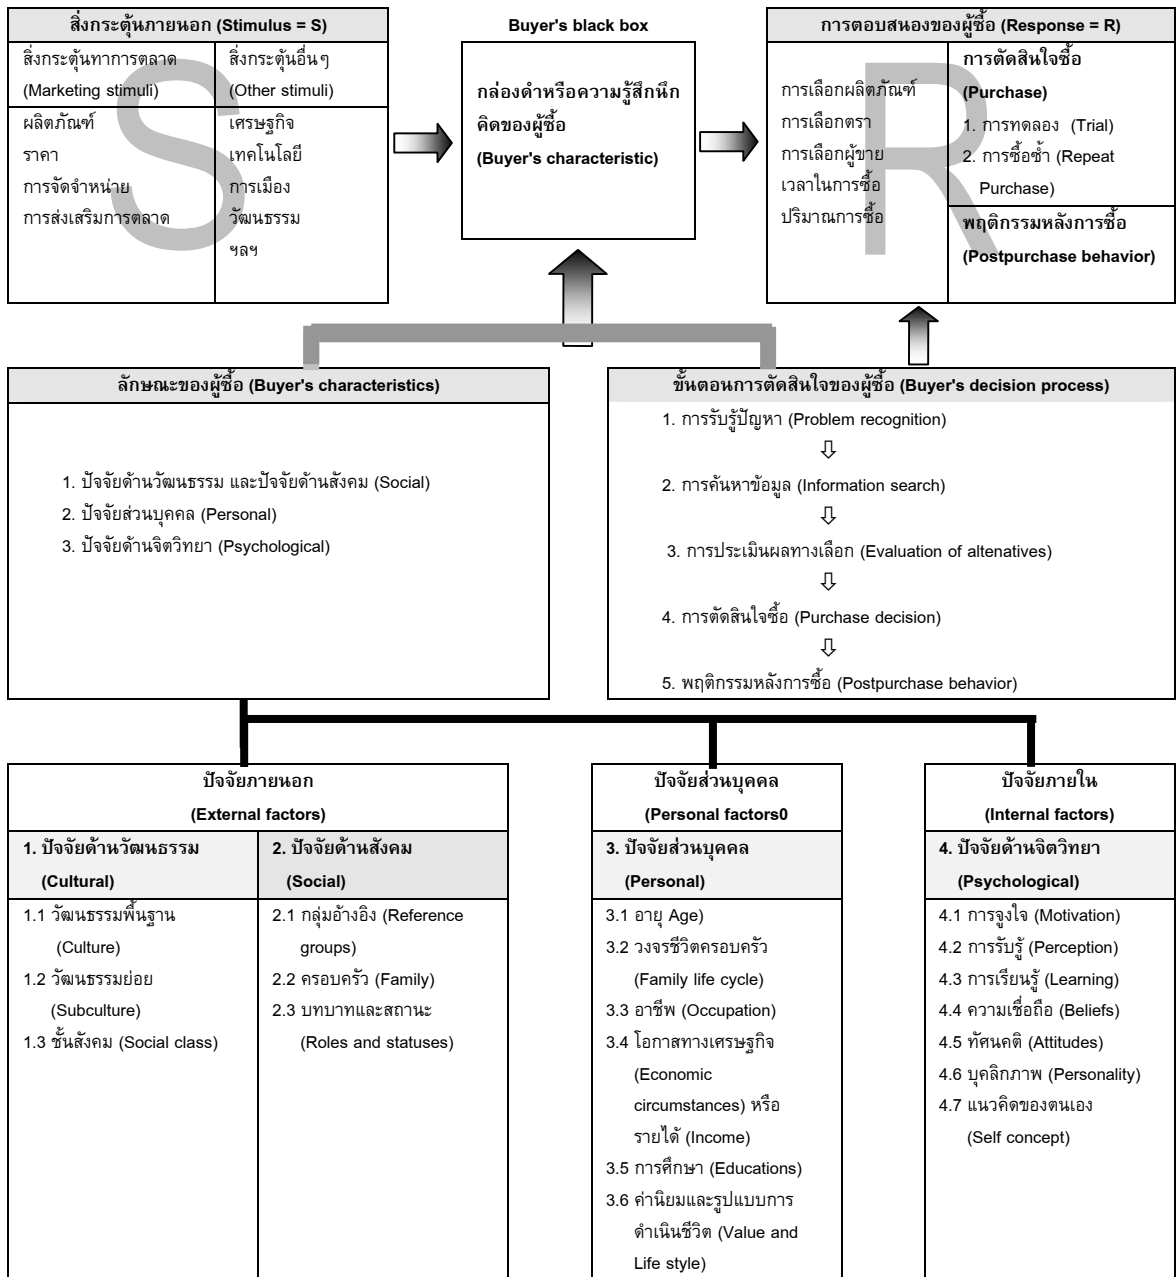 สิ่งกระตุ้นภายนอก (Stimulus = S)
สิ่งกระตุ้นทาการตลาด
(Marketing stimuli)
สิ่งกระตุ้นอื่นๆ
(Other stimuli)
ผลิตภัณฑ์
ราคา
การจัดจำหน่าย
การส่งเสริมการตลาด
เศรษฐกิจ
เทคโนโลยี
การเมือง
วัฒนธรรม
ฯลฯ
S
Buyer's black box
กล่องดำหรือความรู้สึกนึก
คิดของผู้ซื้อ
(Buyer's characteristic)
การตอบสนองของผู้ซื้อ (Response = R)
การเลือกผลิตภัณฑ์
การเลือกตรา
การเลือกผู้ขาย
เวลาในการซื้อ
ปริมาณการซื้อ
การตัดสินใจซื้อ
(Purchase)
1. การทดลอง (Trial)
2. การซื้อซ้ำ (Repeat
Purchase)
พฤติกรรมหลังการซื้อ
(Postpurchase behavior)
R
ลักษณะของผู้ซื้อ (Buyer's characteristics)
1. ปัจจัยด้านวัฒนธรรม และปัจจัยด้านสังคม (Social)
2. ปัจจัยส่วนบุคคล (Personal)
3. ปัจจัยด้านจิตวิทยา (Psychological)
ขั้นตอนการตัดสินใจของผู้ซื้อ (Buyer's decision process)
1. การรับรู้ปัญหา (Problem recognition)
2. การค้นหาข้อมูล (Information search)
3. การประเมินผลทางเลือก (Evaluation of altenatives)
4. การตัดสินใจซื้อ (Purchase decision)
5. พฤติกรรมหลังการซื้อ (Postpurchase behavior)
ปัจจัยภายนอก
(External factors)
1. ปัจจัยด้านวัฒนธรรม
(Cultural)
2. ปัจจัยด้านสังคม
(Social)
1.1 วัฒนธรรมพื้นฐาน
(Culture)
1.2 วัฒนธรรมย่อย
(Subculture)
1.3 ชั้นสังคม (Social class)
2.1 กลุ่มอ้างอิง (Reference
groups)
2.2 ครอบครัว (Family)
2.3 บทบาทและสถานะ
(Roles and statuses)
ปัจจัยส่วนบุคคล
(Personal factors0
3. ปัจจัยส่วนบุคคล
(Personal)
3.1 อายุ Age)
3.2 วงจรชีวิตครอบครัว
(Family life cycle)
3.3 อาชีพ (Occupation)
3.4 โอกาสทางเศรษฐกิจ
(Economic
circumstances) หรือ
รายได้ (Income)
3.5 การศึกษา (Educations)
3.6 ค่านิยมและรูปแบบการ
ดำเนินชีวิต (Value and
Life style)
ปัจจัยภายใน
(Internal factors)
4. ปัจจัยด้านจิตวิทยา
(Psychological)
4.1 การจูงใจ (Motivation)
4.2 การรับรู้ (Perception)
4.3 การเรียนรู้ (Learning)
4.4 ความเชื่อถือ (Beliefs)
4.5 ทัศนคติ (Attitudes)
4.6 บุคลิกภาพ (Personality)
4.7 แนวคิดของตนเอง
(Self concept)